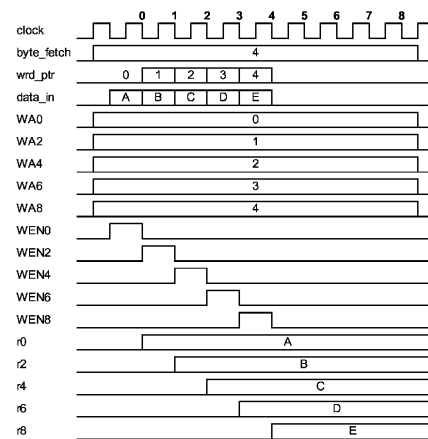 0 1 2 3 4 5 6 7 8
clock
byte_fetch 4
wrd_ptr 0 1 2 3 4
data_in A B C D E
WA0 0
WA2 1
WA4 2
WA6 3
WA8 4
WEN0
WEN2
WEN4
WEN6
WEN8
r0 A
r2 B
r4 C
r6 D
r8 E